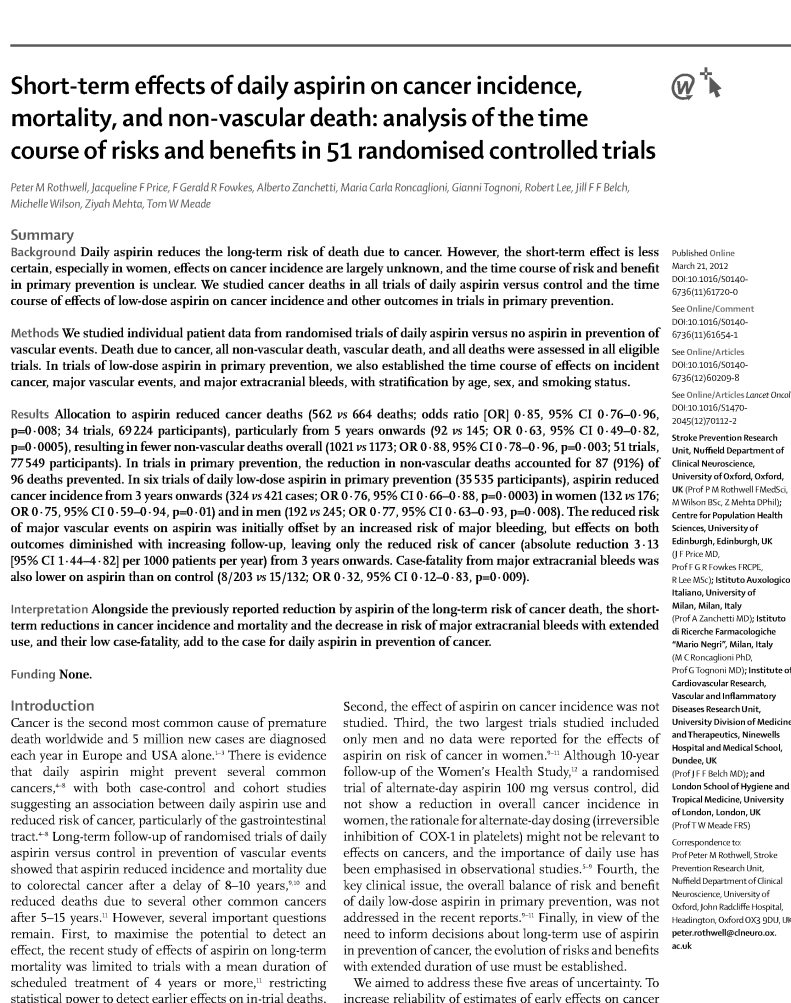 Short-term effects of daily aspirin on cancer incidence,
mortality, and non-vascular death: analysis of the time
course of risks and benefits in 51 randomised controlled trials
Peter M Rothwell, Jacqueline F Price, F Gerald R Fowkes, Alberto Zanchetti, Maria Carla Roncaglioni, Gianni Tognoni, Robert Lee, Jill F F Belch,
Michelle Wilson, Ziyah Mehta, Tom W Meade
Summary
Background Daily aspirin reduces the long-term risk of death due to cancer. However, the short-term effect is less
certain, especially in women, effects on cancer incidence are largely unknown, and the time course of risk and benefit
in primary prevention is unclear. We studied cancer deaths in all trials of daily aspirin versus control and the time
course of effects of low-dose aspirin on cancer incidence and other outcomes in trials in primary prevention.
Methods We studied individual patient data from randomised trials of daily aspirin versus no aspirin in prevention of
vascular events. Death due to cancer, all non-vascular death, vascular death, and all deaths were assessed in all eligible
trials. In trials of low-dose aspirin in primary prevention, we also established the time course of effects on incident
cancer, major vascular events, and major extracranial bleeds, with stratification by age, sex, and smoking status.
Results Allocation to aspirin reduced cancer deaths (562 vs 664 deaths; odds ratio [OR] 0·85, 95% CI 0·76–0·96,
p=0·008; 34 trials, 69 224 participants), particularly from 5 years onwards (92 vs 145; OR 0·63, 95% CI 0·49–0·82,
p=0·0005), resulting in fewer non-vascular deaths overall (1021 vs 1173; OR 0·88, 95% CI 0·78–0·96, p=0·003; 51 trials,
77 549 participants). In trials in primary prevention, the reduction in non-vascular deaths accounted for 87 (91%) of
96 deaths prevented. In six trials of daily low-dose aspirin in primary prevention (35 535 participants), aspirin reduced
cancer incidence from 3 years onwards (324 vs 421 cases; OR 0·76, 95% CI 0·66–0·88, p=0·0003) in women (132 vs 176;
OR 0·75, 95% CI 0·59–0·94, p=0·01) and in men (192 vs 245; OR 0·77, 95% CI 0·63–0·93, p=0·008). The reduced risk
of major vascular events on aspirin was initially offset by an increased risk of major bleeding, but effects on both
outcomes diminished with increasing follow-up, leaving only the reduced risk of cancer (absolute reduction 3·13
[95% CI 1·44–4·82] per 1000 patients per year) from 3 years onwards. Case-fatality from major extracranial bleeds was
also lower on aspirin than on control (8/203 vs 15/132; OR 0·32, 95% CI 0·12–0·83, p=0·009).
Interpretation Alongside the previously reported reduction by aspirin of the long-term risk of cancer death, the short-
term reductions in cancer incidence and mortality and the decrease in risk of major extracranial bleeds with extended
use, and their low case-fatality, add to the case for daily aspirin in prevention of cancer.
Funding None.
Introduction
Cancer is the second most common cause of premature
death worldwide and 5 million new cases are diagnosed
each year in Europe and USA alone.1–3 There is evidence
that daily aspirin might prevent several common
cancers,4–8 with both case-control and cohort studies
suggesting an association between daily aspirin use and
reduced risk of cancer, particularly of the gastrointestinal
tract.4–8 Long-term follow-up of randomised trials of daily
aspirin versus control in prevention of vascular events
showed that aspirin reduced incidence and mortality due
to colorectal cancer after a delay of 8–10 years,9,10 and
reduced deaths due to several other common cancers
after 5–15 years.11 However, several important questions
remain. First, to maximise the potential to detect an
effect, the recent study of effects of aspirin on long-term
mortality was limited to trials with a mean duration of
scheduled treatment of 4 years or more,11 restricting
statistical power to detect earlier effects on in-trial deaths.
Second, the effect of aspirin on cancer incidence was not
studied. Third, the two largest trials studied included
only men and no data were reported for the effects of
aspirin on risk of cancer in women.9–11 Although 10-year
follow-up of the Women's Health Study,12 a randomised
trial of alternate-day aspirin 100 mg versus control, did
not show a reduction in overall cancer incidence in
women, the rationale for alternate-day dosing (irreversible
inhibition of COX-1 in platelets) might not be relevant to
effects on cancers, and the importance of daily use has
been emphasised in observational studies.5–9 Fourth, the
key clinical issue, the overall balance of risk and benefit
of daily low-dose aspirin in primary prevention, was not
addressed in the recent reports.9–11 Finally, in view of the
need to inform decisions about long-term use of aspirin
in prevention of cancer, the evolution of risks and benefits
with extended duration of use must be established.
We aimed to address these five areas of uncertainty. To
increase reliability of estimates of early effects on cancer
W
Published Online
March 21, 2012
DOI:10.1016/S0140-
6736(11)61720-0
See Online/Comment
DOI:10.1016/S0140-
6736(11)61654-1
See Online/Articles
DOI:10.1016/S0140-
6736(12)60209-8
See Online/Articles Lancet Oncol
DOI:10.1016/S1470-
2045(12)70112-2
Stroke Prevention Research
Unit, Nuffield Department of
Clinical Neuroscience,
University of Oxford, Oxford,
UK (Prof P M Rothwell FMedSci,
M Wilson BSc, Z Mehta DPhil);
Centre for Population Health
Sciences, University of
Edinburgh, Edinburgh, UK
(J F Price MD,
Prof F G R Fowkes FRCPE,
R Lee MSc); Istituto Auxologico
Italiano, University of
Milan, Milan, Italy
(Prof A Zanchetti MD); Istituto
di Ricerche Farmacologiche
"Mario Negri", Milan, Italy
(M C Roncaglioni PhD,
Prof G Tognoni MD); Institute of
Cardiovascular Research,
Vascular and Inflammatory
Diseases Research Unit,
University Division of Medicine
and Therapeutics, Ninewells
Hospital and Medical School,
Dundee, UK
(Prof J F F Belch MD); and
London School of Hygiene and
Tropical Medicine, University
of London, London, UK
(Prof T W Meade FRS)
Correspondence to:
Prof Peter M Rothwell, Stroke
Prevention Research Unit,
Nuffield Department of Clinical
Neuroscience, University of
Oxford, John Radcliffe Hospital,
Headington, Oxford OX3 9DU, UK
peter.rothwell@clneuro.ox.
ac.uk